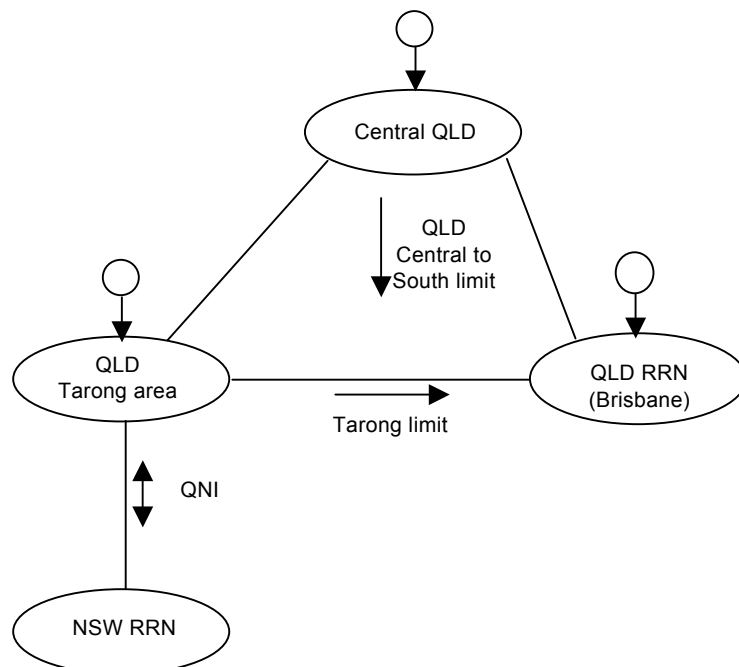 Central QLD
QLD
Central to
South limit
QLD
Tarong area
QLD RRN
(Brisbane)
Tarong limit
QNI
NSW RRN